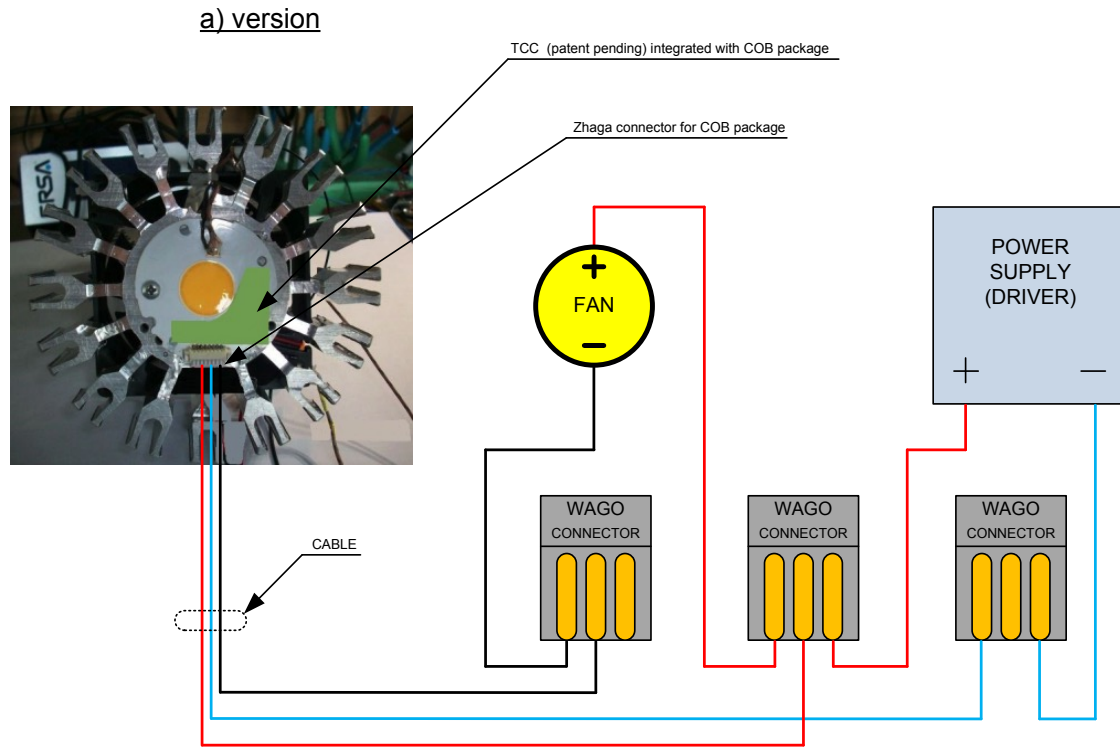 a) version
TCC (patent pending) integrated with COB package
Zhaga connector for COB package
ERSA
+
FAN
−
POWER
SUPPLY
(DRIVER)
+ −
WAGO
CONNECTOR
WAGO
CONNECTOR
WAGO
CONNECTOR
CABLE